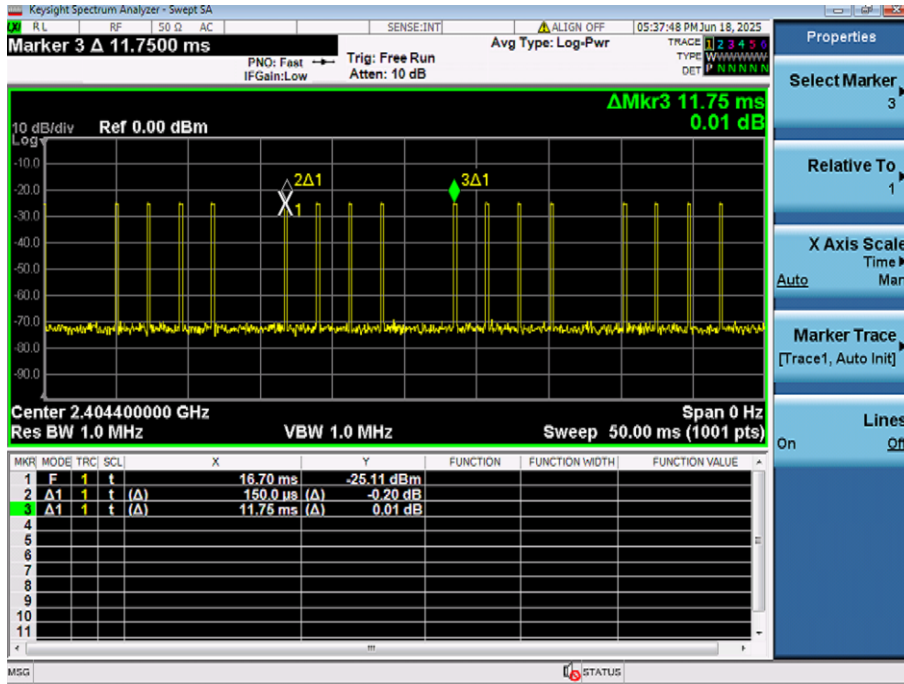 Keysight Spectrum Analyzer - Swept SA
LXI RL RF 50 Ω AC SENSE:INT ALIGN OFF 05:37:48 PM Jun 18, 2025
Marker 3 Δ 11.7500 ms
PNO: Fast
IFGain:Low
Trig: Free Run
Atten: 10 dB
Avg Type: Log-Pwr
TRACE 1 2 3 4 5 6
TYPE WWWWWW
DET P N N N N N
ΔMkr3 11.75 ms
0.01 dB
10 dB/div Ref 0.00 dBm
Log
-10.0
-20.0
-30.0
-40.0
-50.0
-60.0
-70.0
-80.0
-90.0
2Δ1
1
3Δ1
Center 2.404400000 GHz Span 0 Hz
Res BW 1.0 MHz VBW 1.0 MHz Sweep 50.00 ms (1001 pts)
MKR MODE TRC SCL X Y FUNCTION FUNCTION WIDTH FUNCTION VALUE
1 F 1 t 16.70 ms -25.11 dBm
2 Δ1 1 t (Δ) 150.0 µs (Δ) -0.20 dB
3 Δ1 1 t (Δ) 11.75 ms (Δ) 0.01 dB
4
5
6
7
8
9
10
11
MSG STATUS
Properties
Select Marker
3
Relative To
1
X Axis Scale
Time
Auto Man
Marker Trace
[Trace1, Auto Init]
Lines
On Off